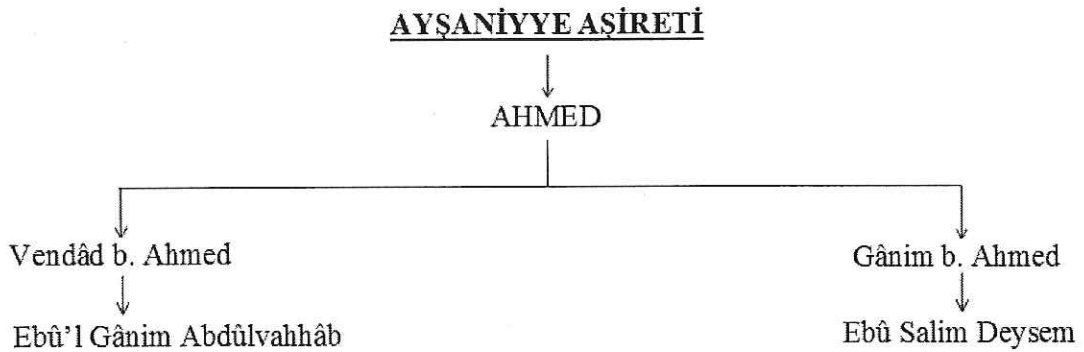 AYŞANİYYE AŞİRETİ
AHMED
Vendâd b. Ahmed
Gânim b. Ahmed
Ebû’l Gânim Abdûlvahhâb
Ebû Salim Deysem